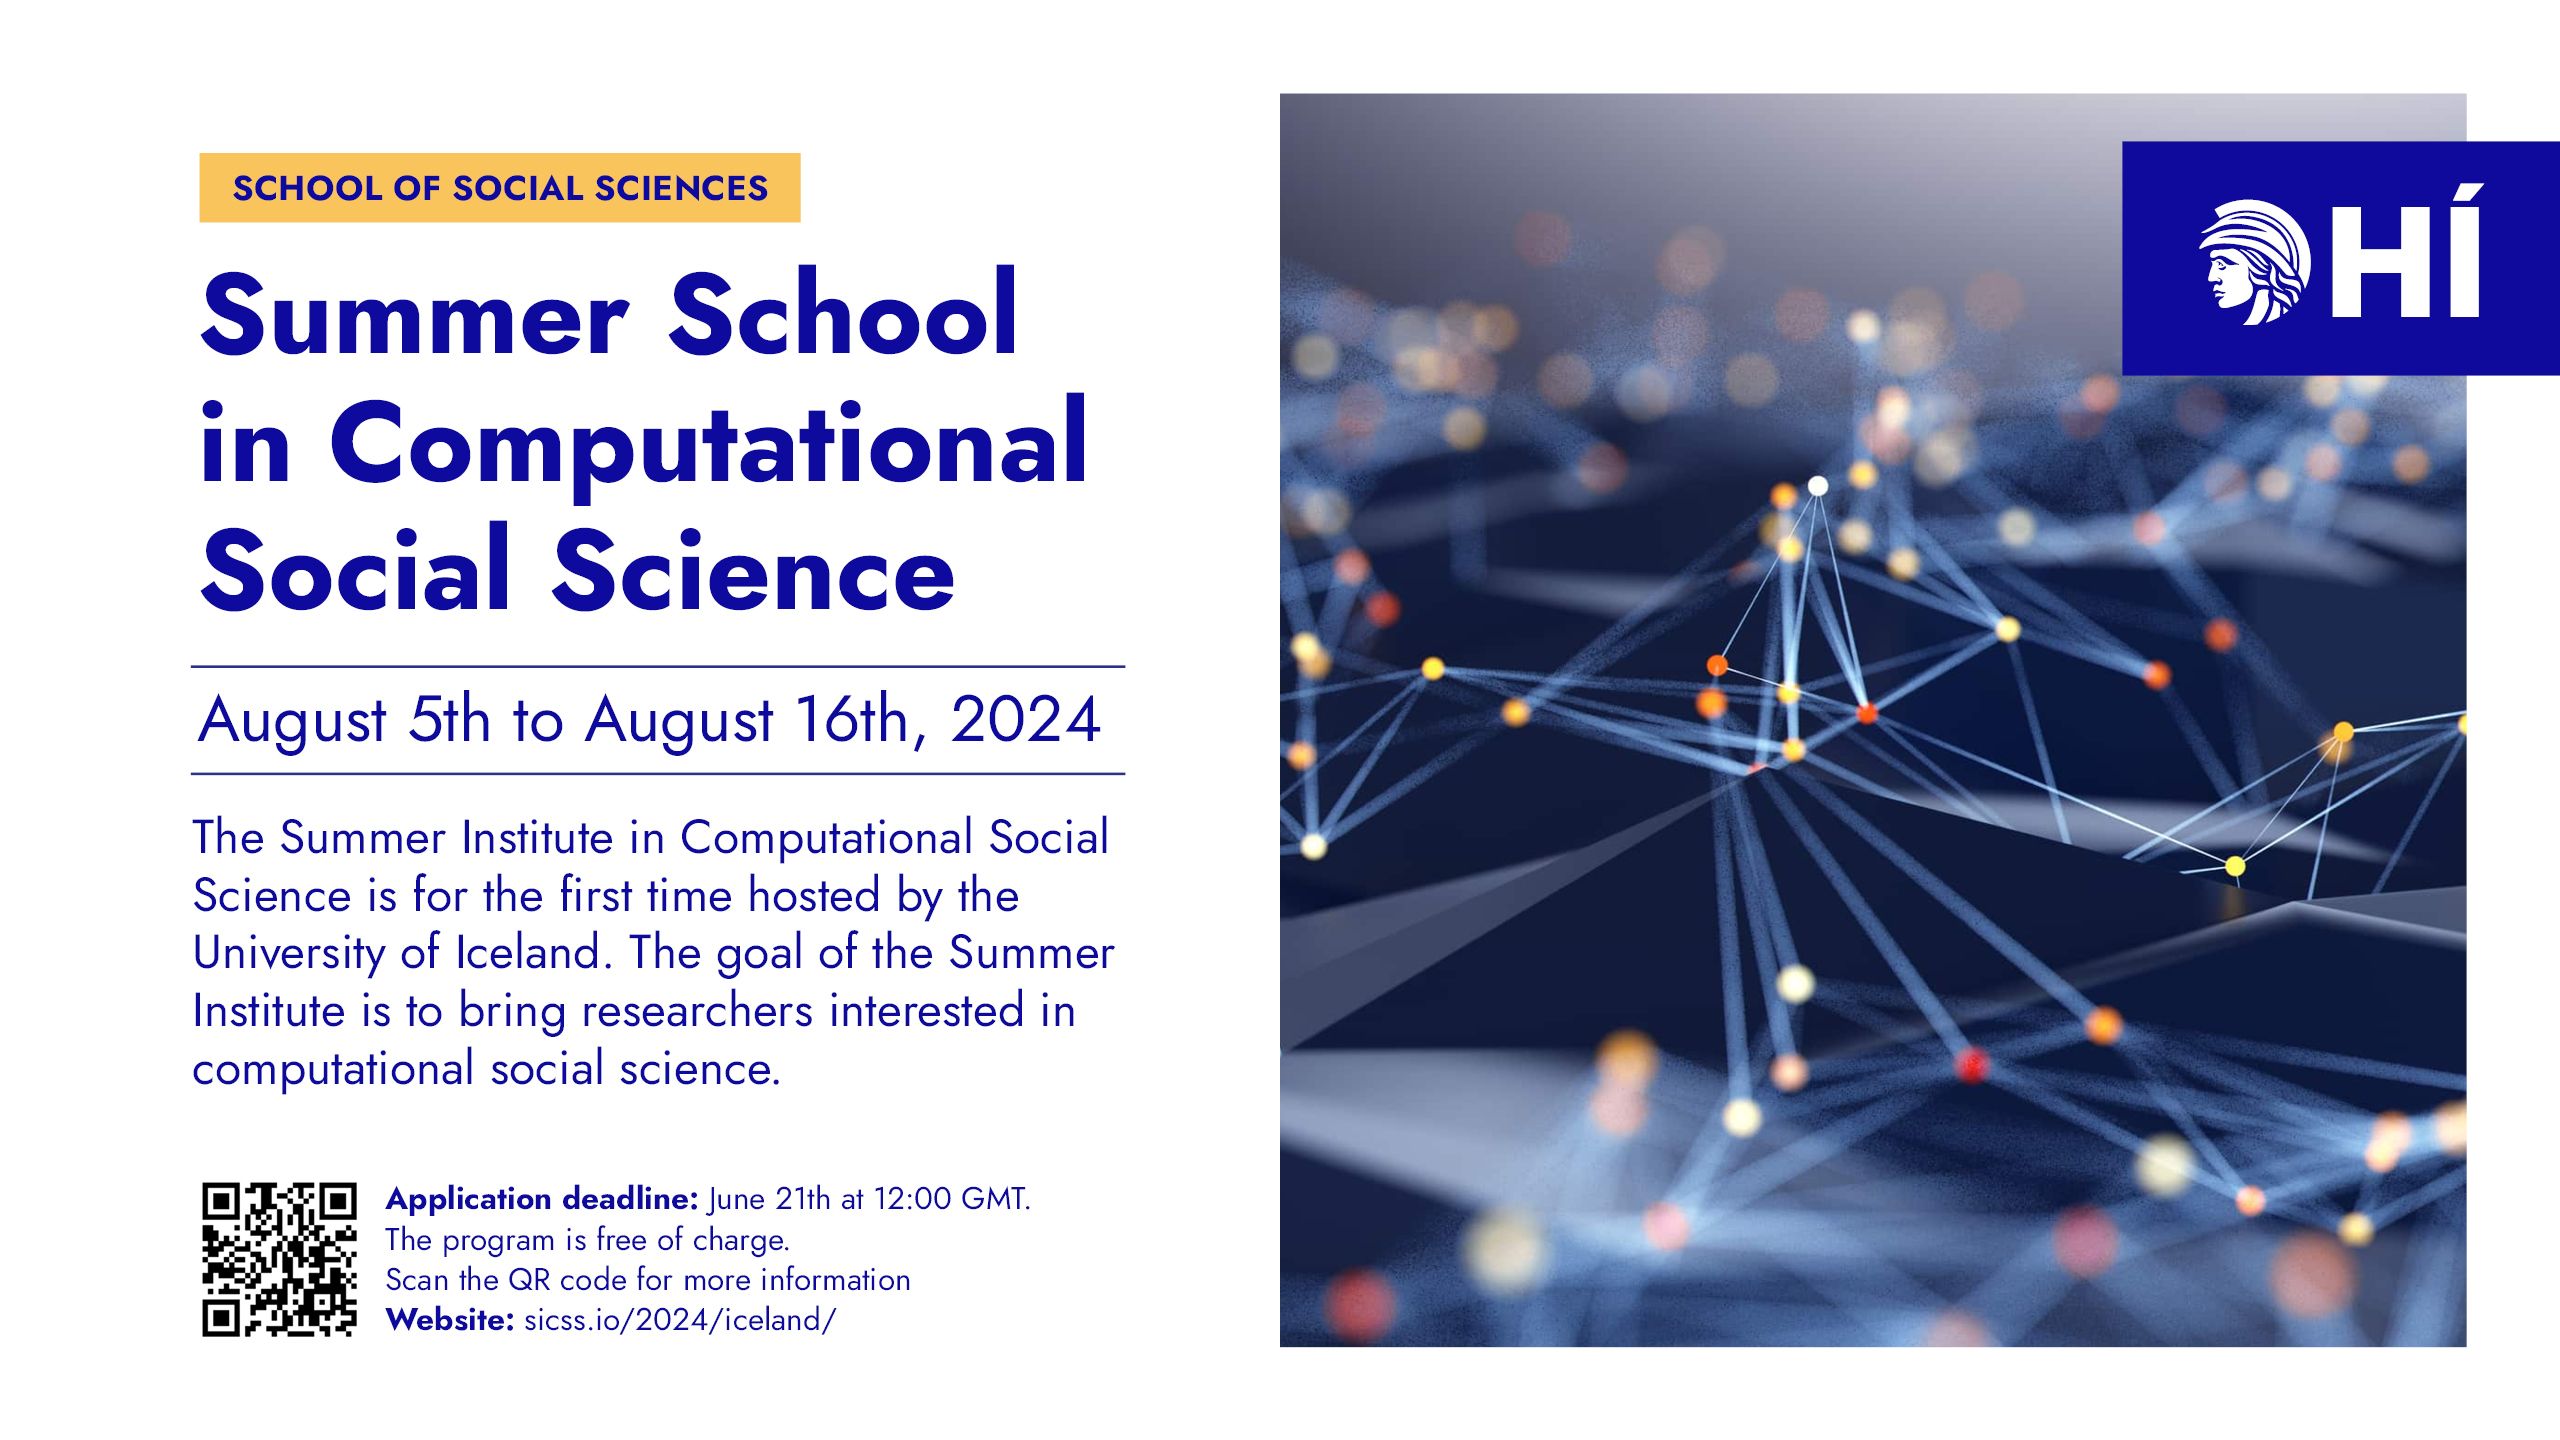 SCHOOL OF SOCIAL SCIENCES
Summer School
in Computational
Social Science
August 5th to August 16th, 2024
The Summer Institute in Computational Social
Science is for the first time hosted by the
University of Iceland. The goal of the Summer
Institute is to bring researchers interested in
computational social science.
Application deadline: June 21th at 12:00 GMT.
The program is free of charge.
Scan the QR code for more information
Website: sicss.io/2024/iceland/
HÍ